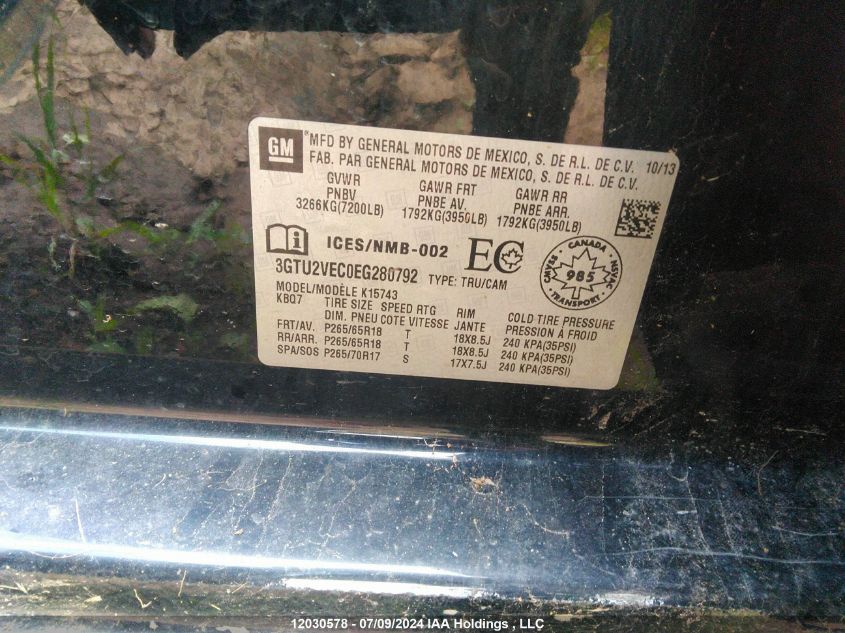 GM
*MFD BY GENERAL MOTORS DE MEXICO, S. DE R.L. DE C.V. 10/13
FAB. PAR GENERAL MOTORS DE MEXICO, S. DE R.L. DE C.V.
GVWR GAWR FRT GAWR RR
PNBV PNBE AV. PNBE ARR.
3266KG(7200LB) 1792KG(3950LB) 1792KG(3950LB)
i ICES/NMB-002 EC
CANADA
985
TRANSPORT
NSVAC
SVNAC
3GTU2VEC0EG280792 TYPE: TRU/CAM
MODEL/MODÈLE K15743
KBQ7 TIRE SIZE SPEED RTG RIM COLD TIRE PRESSURE
DIM. PNEU COTE VITESSE JANTE PRESSION À FROID
FRT/AV. P265/65R18 T 18X8.5J 240 KPA(35PSI)
RR/ARR. P265/65R18 T 18X8.5J 240 KPA(35PSI)
SPA/SOS P265/70R17 S 17X7.5J 240 KPA(35PSI)
12030578 - 07/09/2024 IAA Holdings , LLC